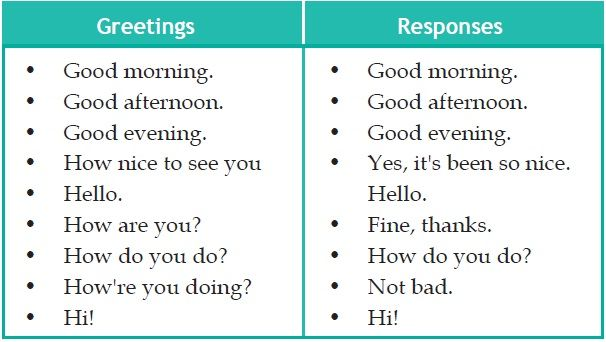 Greetings
Responses
• Good morning.
• Good afternoon.
• Good evening.
• How nice to see you
• Hello.
• How are you?
• How do you do?
• How're you doing?
• Hi!
• Good morning.
• Good afternoon.
• Good evening.
• Yes, it's been so nice.
Hello.
• Fine, thanks.
• How do you do?
• Not bad.
• Hi!